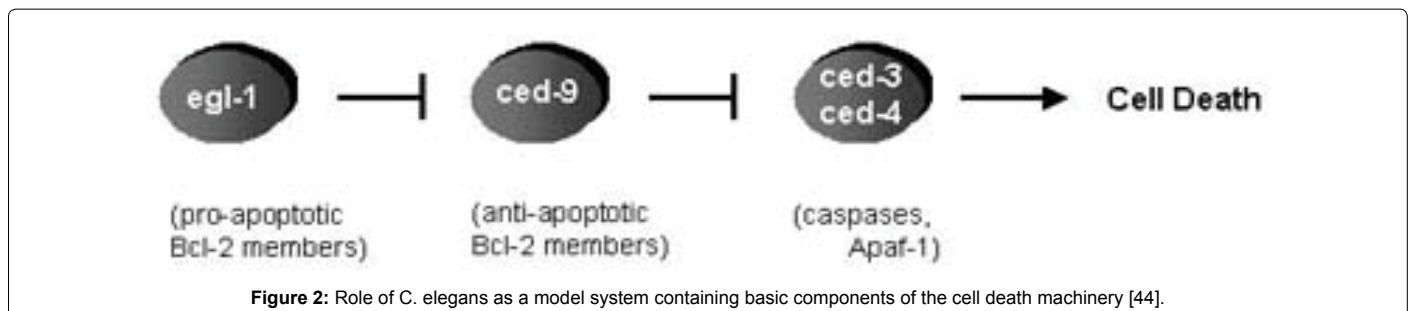 egl-1
ced-9
ced-3
ced-4
Cell Death
(pro-apoptotic
Bcl-2 members)
(anti-apoptotic
Bcl-2 members)
(caspases,
Apaf-1)
Figure 2: Role of C. elegans as a model system containing basic components of the cell death machinery [44].